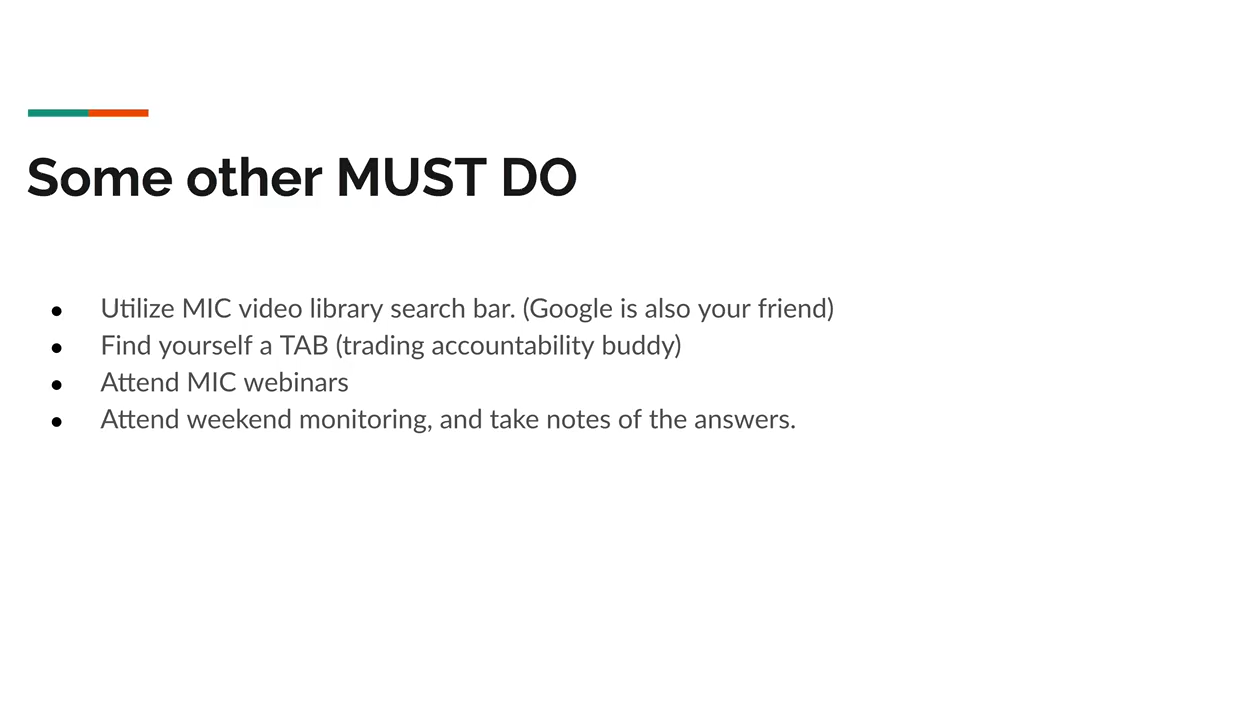 Some other MUST DO
● Utilize MIC video library search bar. (Google is also your friend)
● Find yourself a TAB (trading accountability buddy)
● Attend MIC webinars
● Attend weekend monitoring, and take notes of the answers.